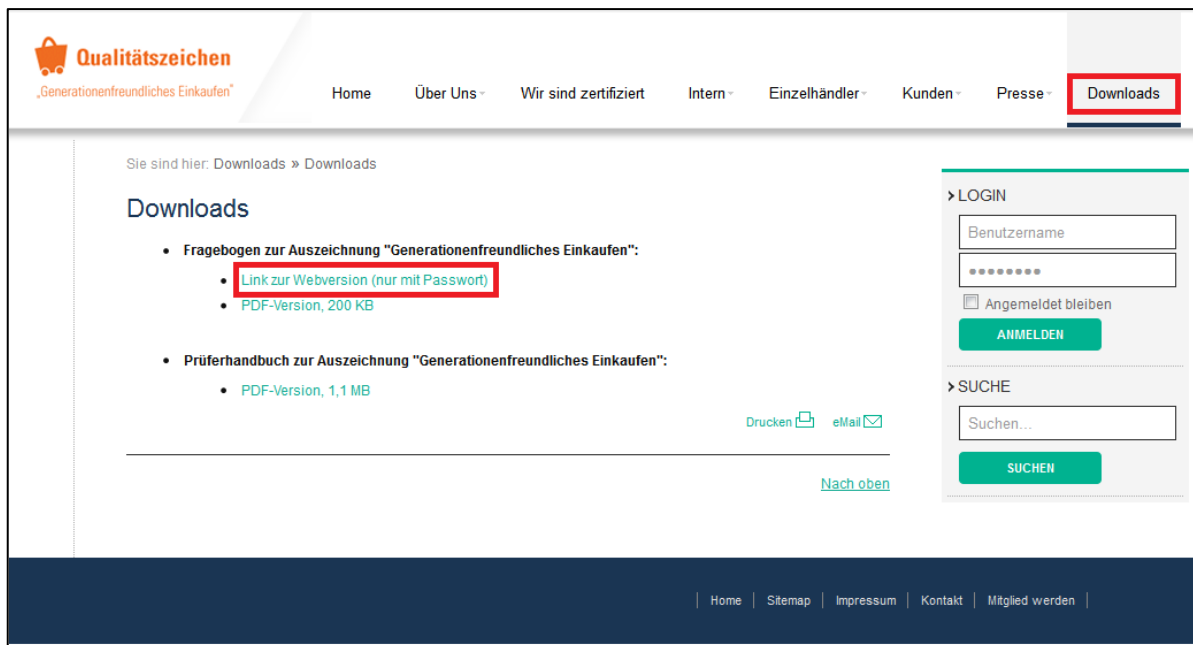 Qualitätszeichen
„Generationenfreundliches Einkaufen“
Home Über Uns Wir sind zertifiziert Intern Einzelhändler Kunden Presse Downloads
Sie sind hier: Downloads » Downloads
Downloads
• Fragebogen zur Auszeichnung "Generationenfreundliches Einkaufen":
• Link zur Webversion (nur mit Passwort)
• PDF-Version, 200 KB
• Prüferhandbuch zur Auszeichnung "Generationenfreundliches Einkaufen":
• PDF-Version, 1,1 MB
Drucken eMail
Nach oben
LOGIN
Benutzername
●●●●●●●●
Angemeldet bleiben
ANMELDEN
SUCHE
Suchen...
SUCHEN
| Home | Sitemap | Impressum | Kontakt | Mitglied werden |